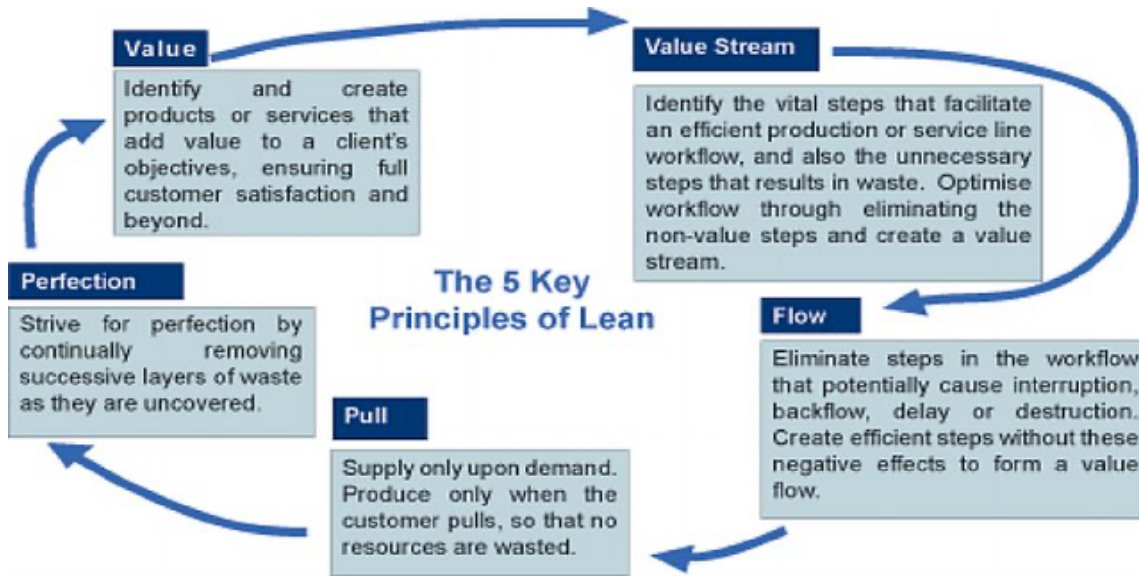 Value
Identify and create
products or services that
add value to a client's
objectives, ensuring full
customer satisfaction and
beyond.
Value Stream
Identify the vital steps that facilitate
an efficient production or service line
workflow, and also the unnecessary
steps that results in waste. Optimise
workflow through eliminating the
non-value steps and create a value
stream.
The 5 Key
Principles of Lean
Flow
Eliminate steps in the workflow
that potentially cause interruption,
backflow, delay or destruction.
Create efficient steps without these
negative effects to form a value
flow.
Pull
Supply only upon demand.
Produce only when the
customer pulls, so that no
resources are wasted.
Perfection
Strive for perfection by
continually removing
successive layers of waste
as they are uncovered.